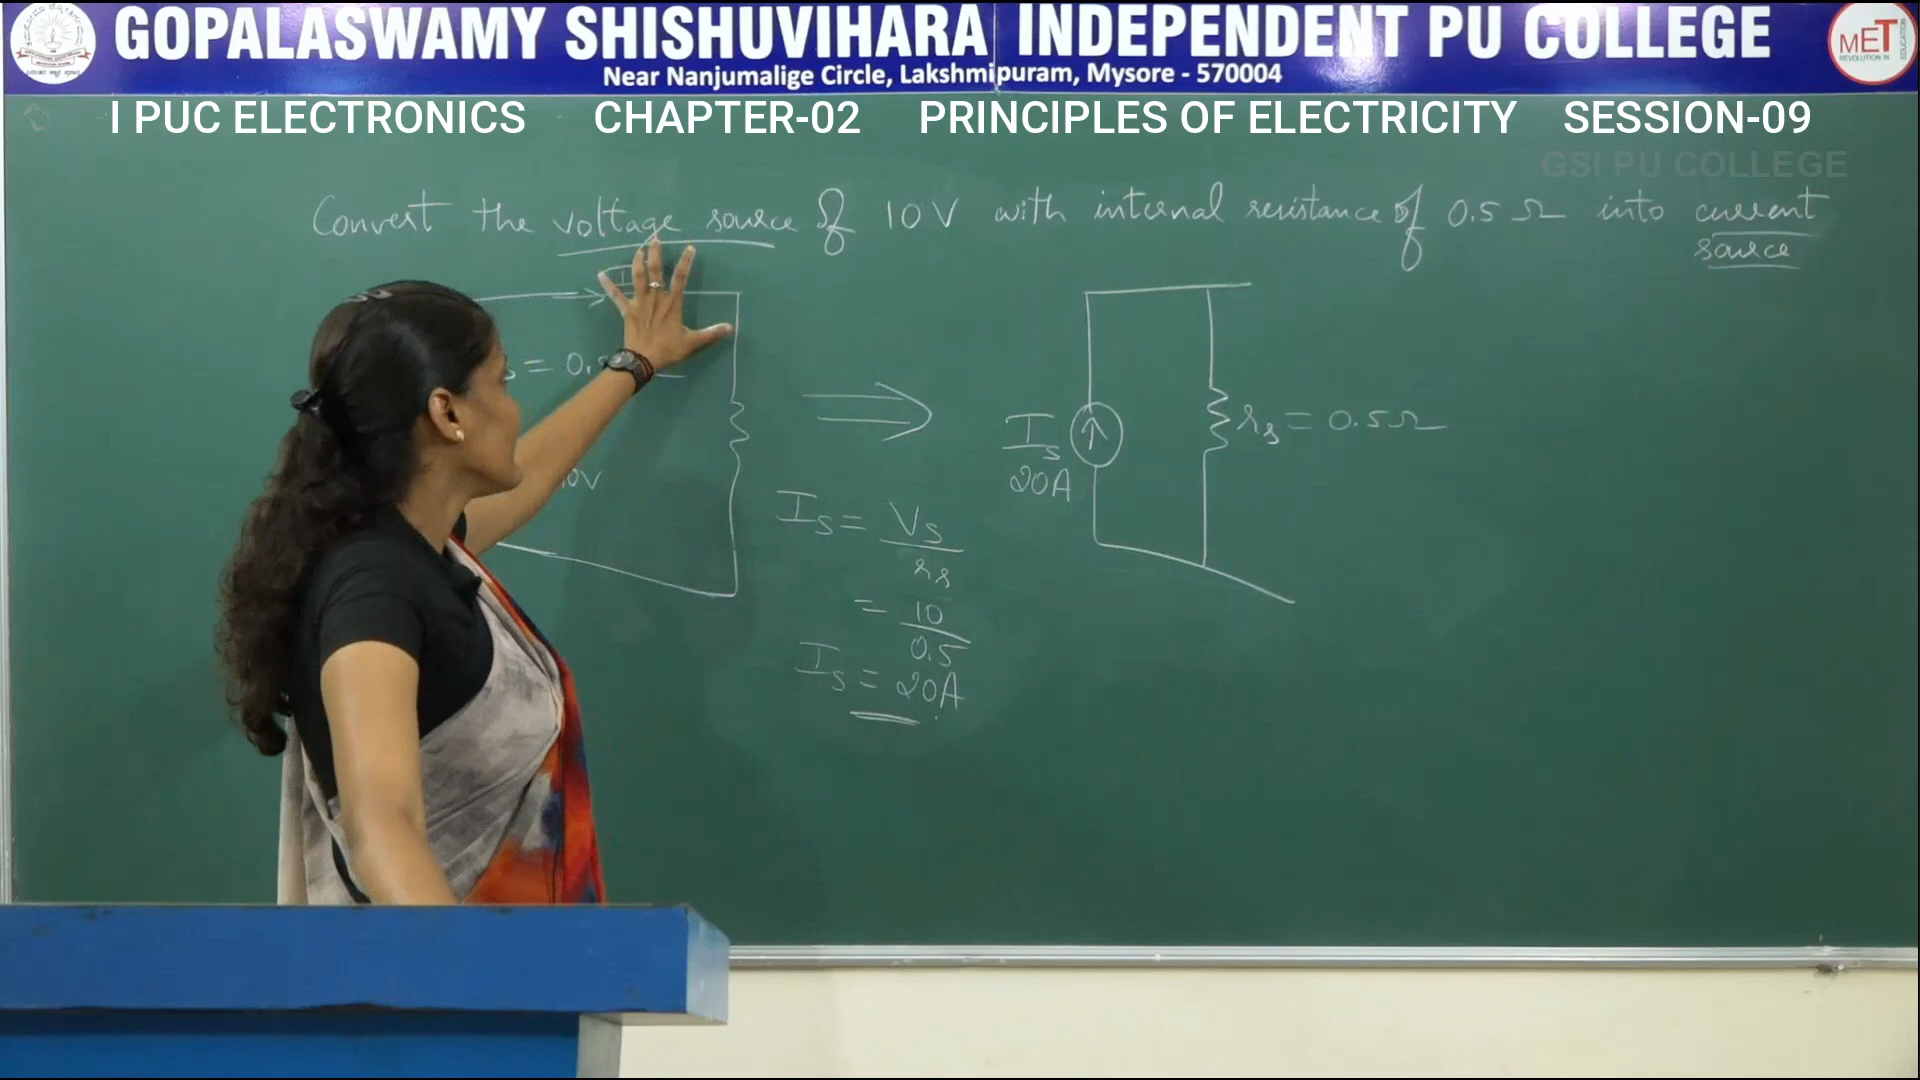 GOPALASWAMY SHISHUVIHARA INDEPENDENT PU COLLEGE
Near Nanjumalige Circle, Lakshmipuram, Mysore - 570004
MET
I PUC ELECTRONICS CHAPTER-02 PRINCIPLES OF ELECTRICITY SESSION-09
GSI PU COLLEGE
Convert the voltage source of 10V with internal resistance of 0.5 Ω into current
source
= 0.
0V
Is = Vs
rs
= 10
0.5
Is = 20A
Is
20A
rs = 0.5Ω